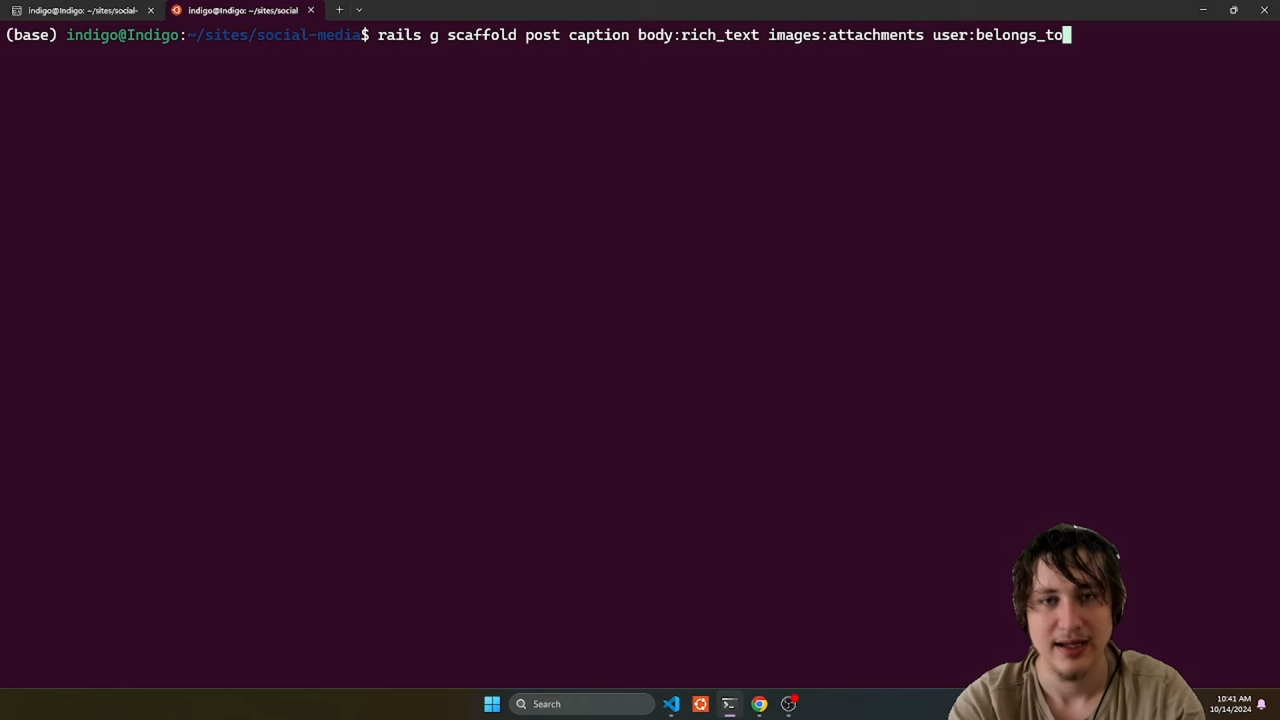 indigo@Indigo: ~/sites/social-
indigo@Indigo: ~/sites/social
(base) indigo@Indigo:~/sites/social-media$ rails g scaffold post caption body:rich_text images:attachments user:belongs_to
Search
10:41 AM
10/14/2024